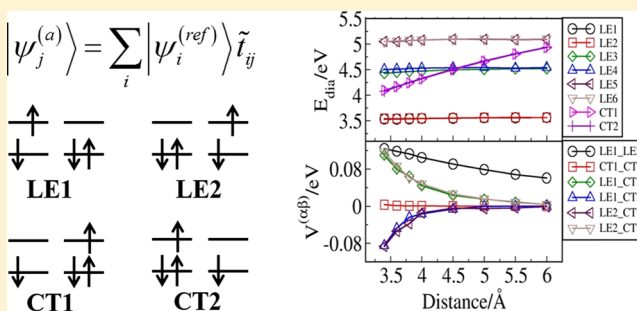 |ψ_j^(a)⟩ = ∑_i |ψ_i^(ref)⟩ t̃_ij
LE1 LE2
CT1 CT2
E_dia/eV
5.5
5
4.5
4
3.5
LE1
LE2
LE3
LE4
LE5
LE6
CT1
CT2
V^(αβ)/eV
0.08
0
-0.08
LE1_LE
CT1_CT
LE1_CT
LE1_CT
LE2_CT
LE2_CT
3.5 4 4.5 5 5.5 6
Distance/Å